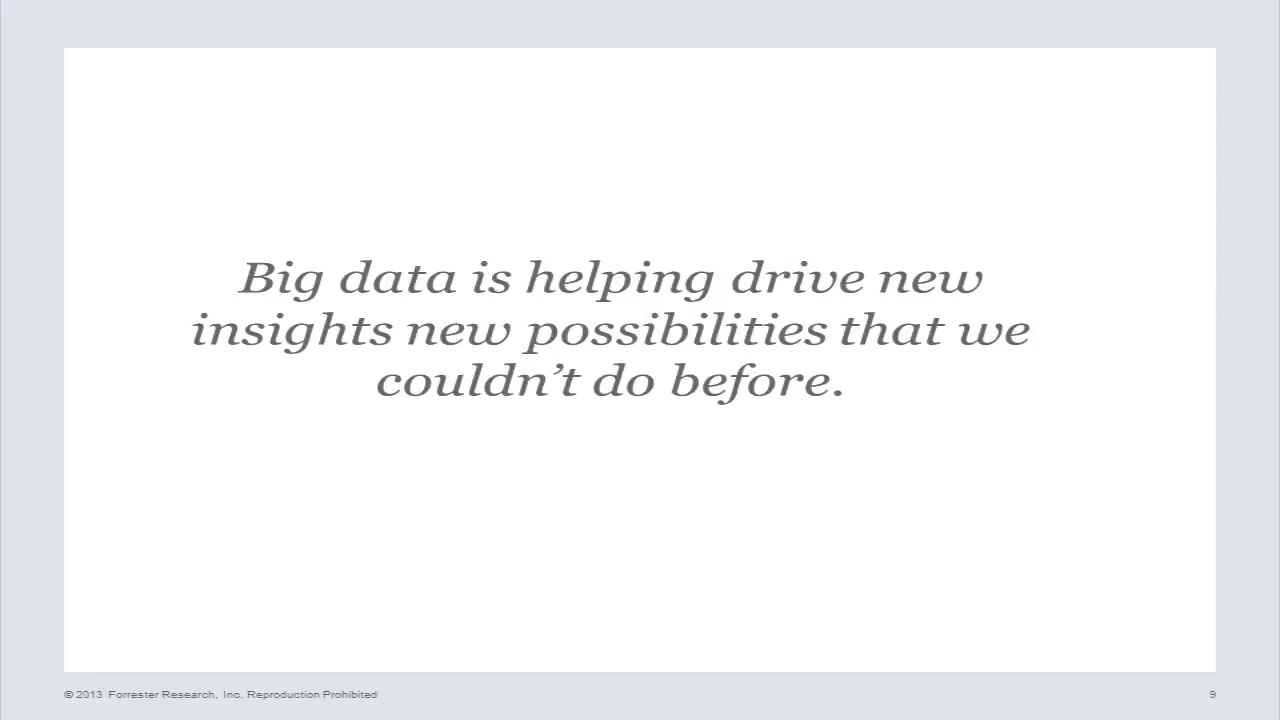 Big data is helping drive new
insights new possibilities that we
couldn’t do before.
© 2013 Forrester Research, Inc. Reproduction Prohibited
9